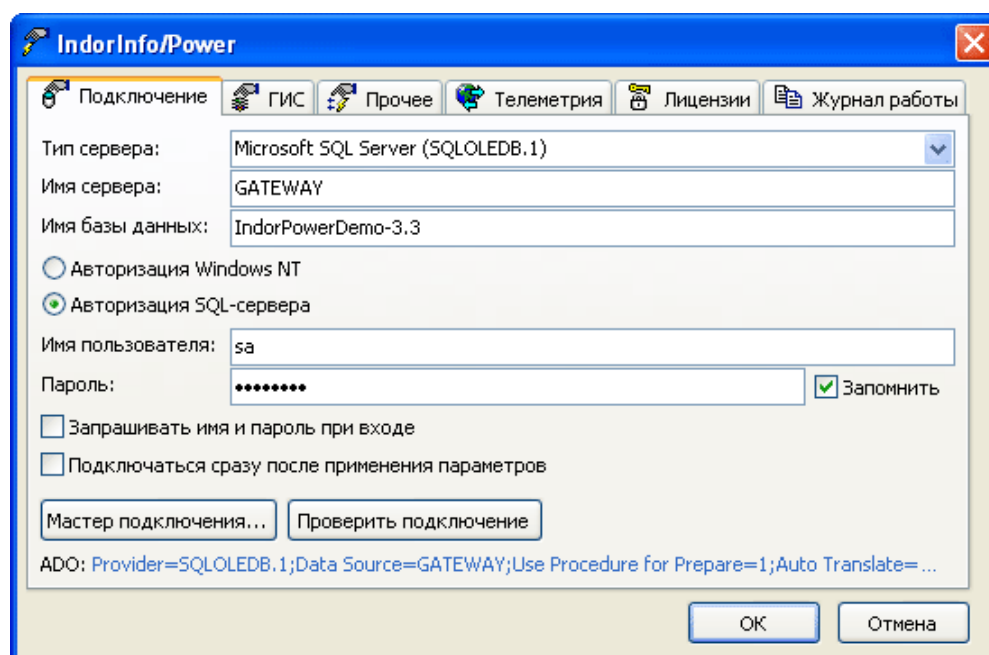 IndorInfo/Power
Подключение ГИС Прочее Телеметрия Лицензии Журнал работы
Тип сервера: Microsoft SQL Server (SQLOLEDB.1)
Имя сервера: GATEWAY
Имя базы данных: IndorPowerDemo-3.3
Авторизация Windows NT
Авторизация SQL-сервера
Имя пользователя: sa
Пароль: •••••••• Запомнить
Запрашивать имя и пароль при входе
Подключаться сразу после применения параметров
Мастер подключения... Проверить подключение
ADO: Provider=SQLOLEDB.1;Data Source=GATEWAY;Use Procedure for Prepare=1;Auto Translate= ...
ОК Отмена